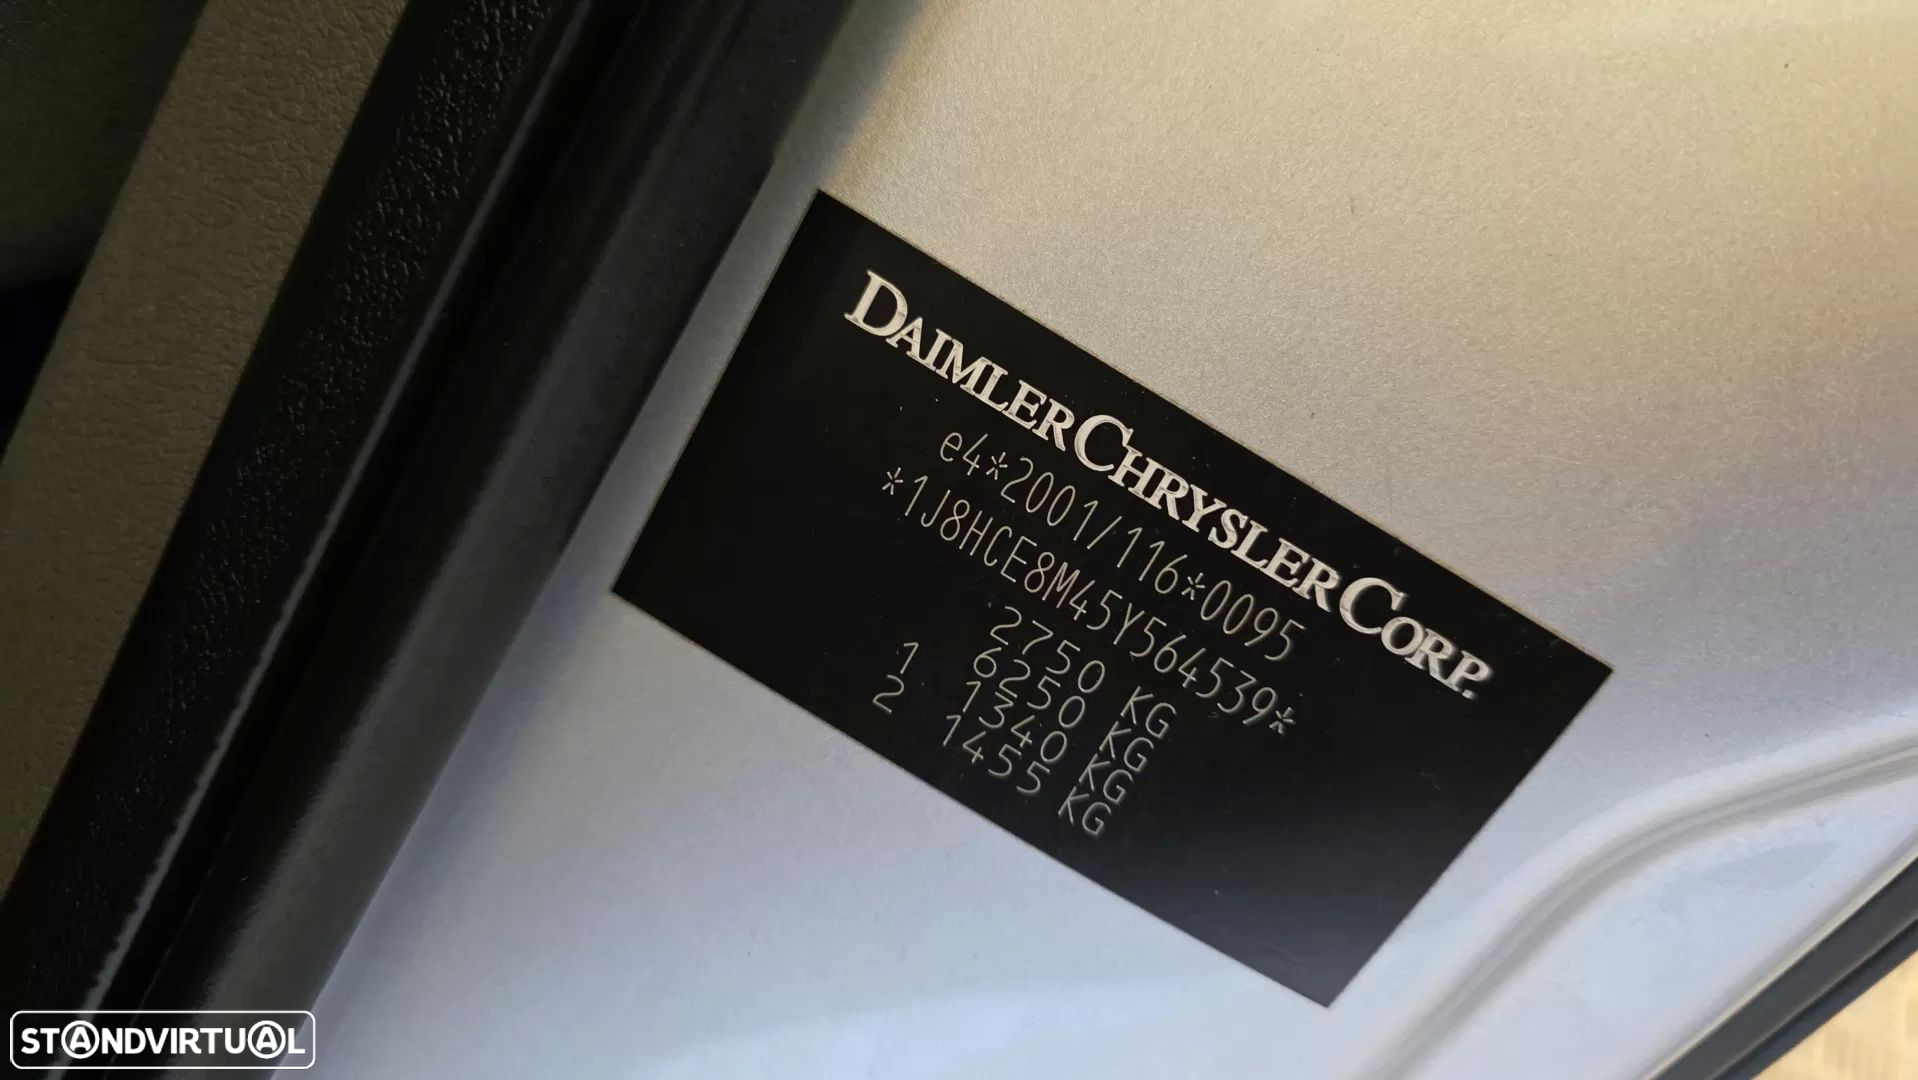 DAIMLERCHRYSLER CORP.
e4*2001/116*0095
*1J8HCE8M45Y564539*
2750 KG
6250 KG
1 1340 KG
2 1455 KG
STANDVIRTUAL